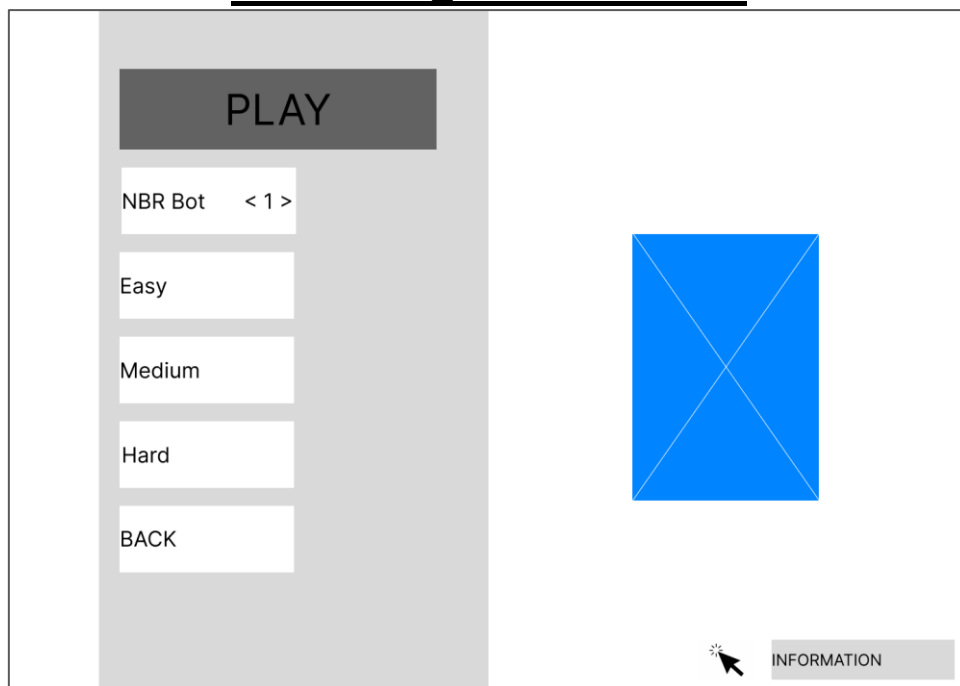 PLAY
NBR Bot < 1 >
Easy
Medium
Hard
BACK
INFORMATION